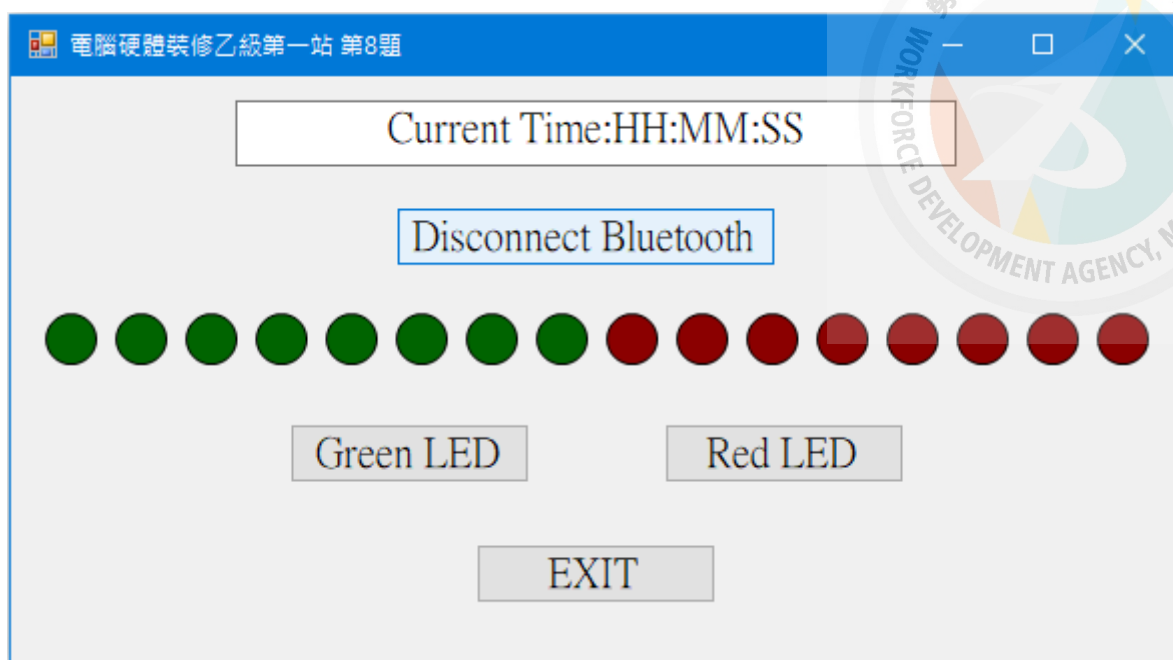 電腦硬體裝修乙級第一站 第8題
Current Time:HH:MM:SS
Disconnect Bluetooth
Green LED
Red LED
EXIT
WORKFORCE DEVELOPMENT AGENCY,